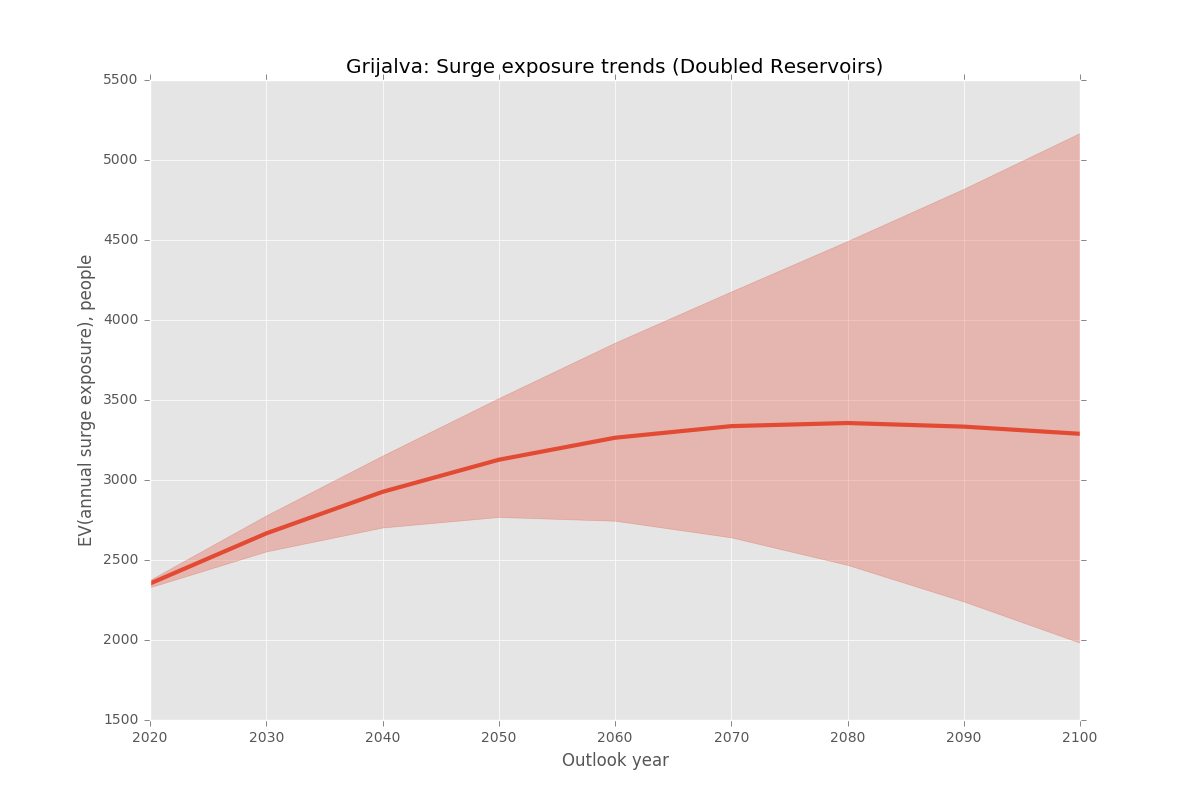 Grijalva: Surge exposure trends (Doubled Reservoirs)
5500
5000
4500
4000
3500
3000
2500
2000
1500
EV(annual surge exposure), people
2020 2030 2040 2050 2060 2070 2080 2090 2100
Outlook year